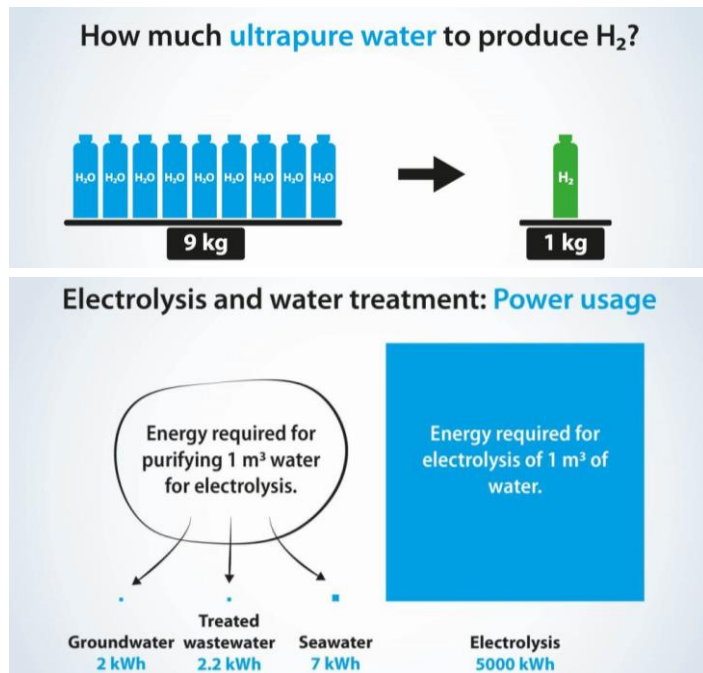 How much ultrapure water to produce H₂?
H₂O H₂O H₂O H₂O H₂O H₂O H₂O H₂O H₂O
H₂
9 kg
1 kg
Electrolysis and water treatment: Power usage
Energy required for
purifying 1 m³ water
for electrolysis.
Energy required for
electrolysis of 1 m³ of
water.
Groundwater
2 kWh
Treated
wastewater
2.2 kWh
Seawater
7 kWh
Electrolysis
5000 kWh